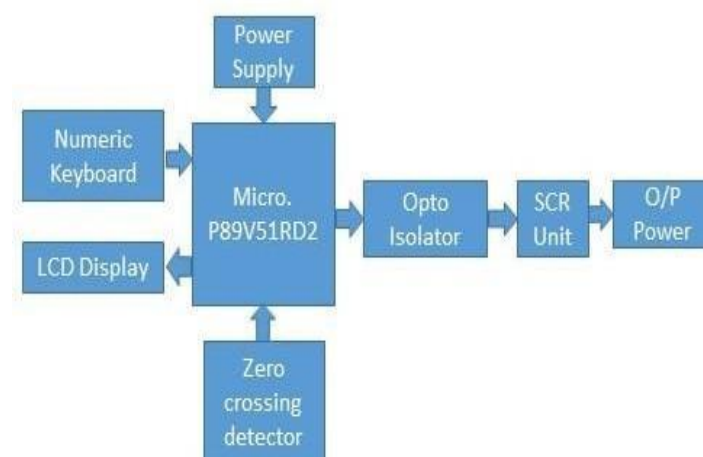 Power
Supply
Numeric
Keyboard
Micro.
P89V51RD2
Opto
Isolator
SCR
Unit
O/P
Power
LCD Display
Zero
crossing
detector